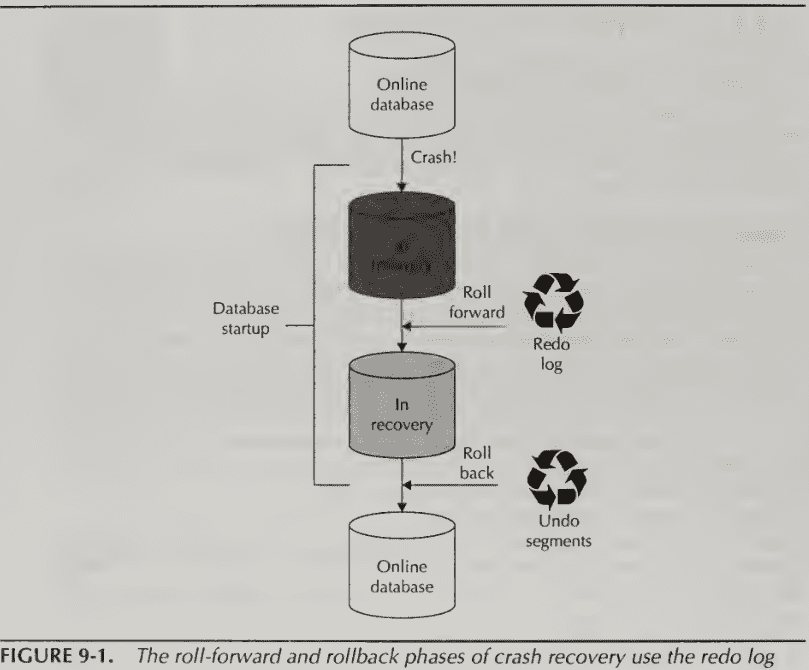 Online
database
Crash!
Roll
forward
Redo
log
Database
startup
In
recovery
Roll
back
Undo
segments
Online
database
FIGURE 9-1. The roll-forward and rollback phases of crash recovery use the redo log